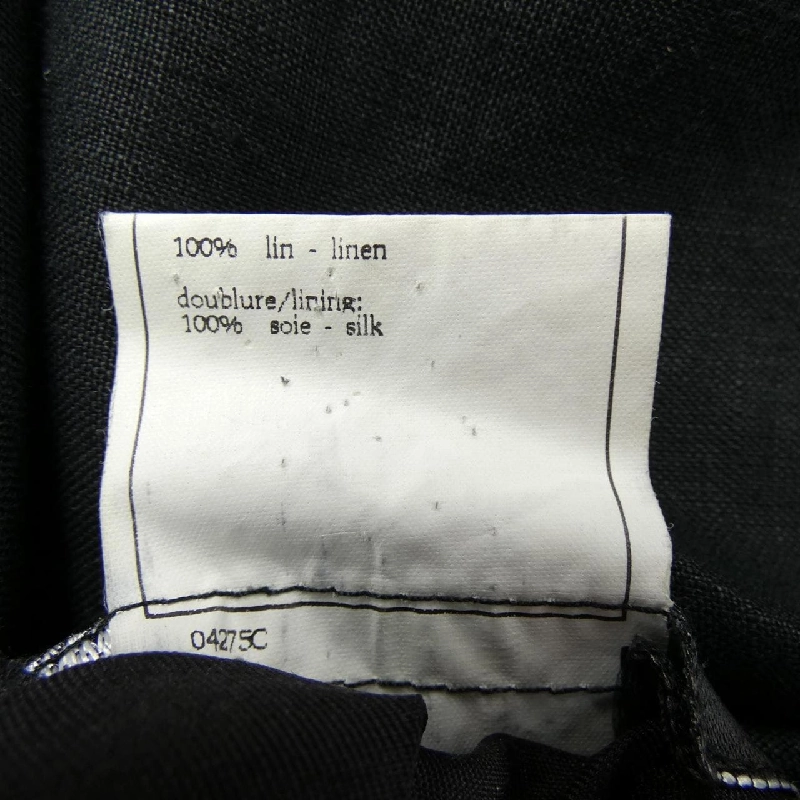 100% lin - linen
doublure/lining:
100% soie - silk
04275C